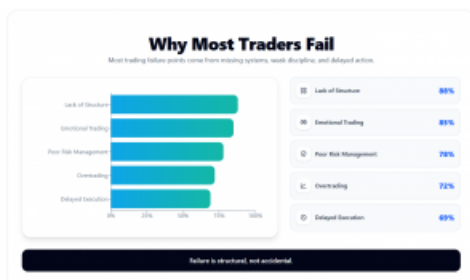 Why Most Traders Fail
Most trading failure points come from missing systems, weak discipline, and delayed action.
Lack of Structure
Emotional Trading
Poor Risk Management
Overtrading
Delayed Execution
0%
25%
50%
75%
100%
Lack of Structure
88%
Emotional Trading
85%
Poor Risk Management
78%
Overtrading
72%
Delayed Execution
69%
Failure is structural, not accidental.